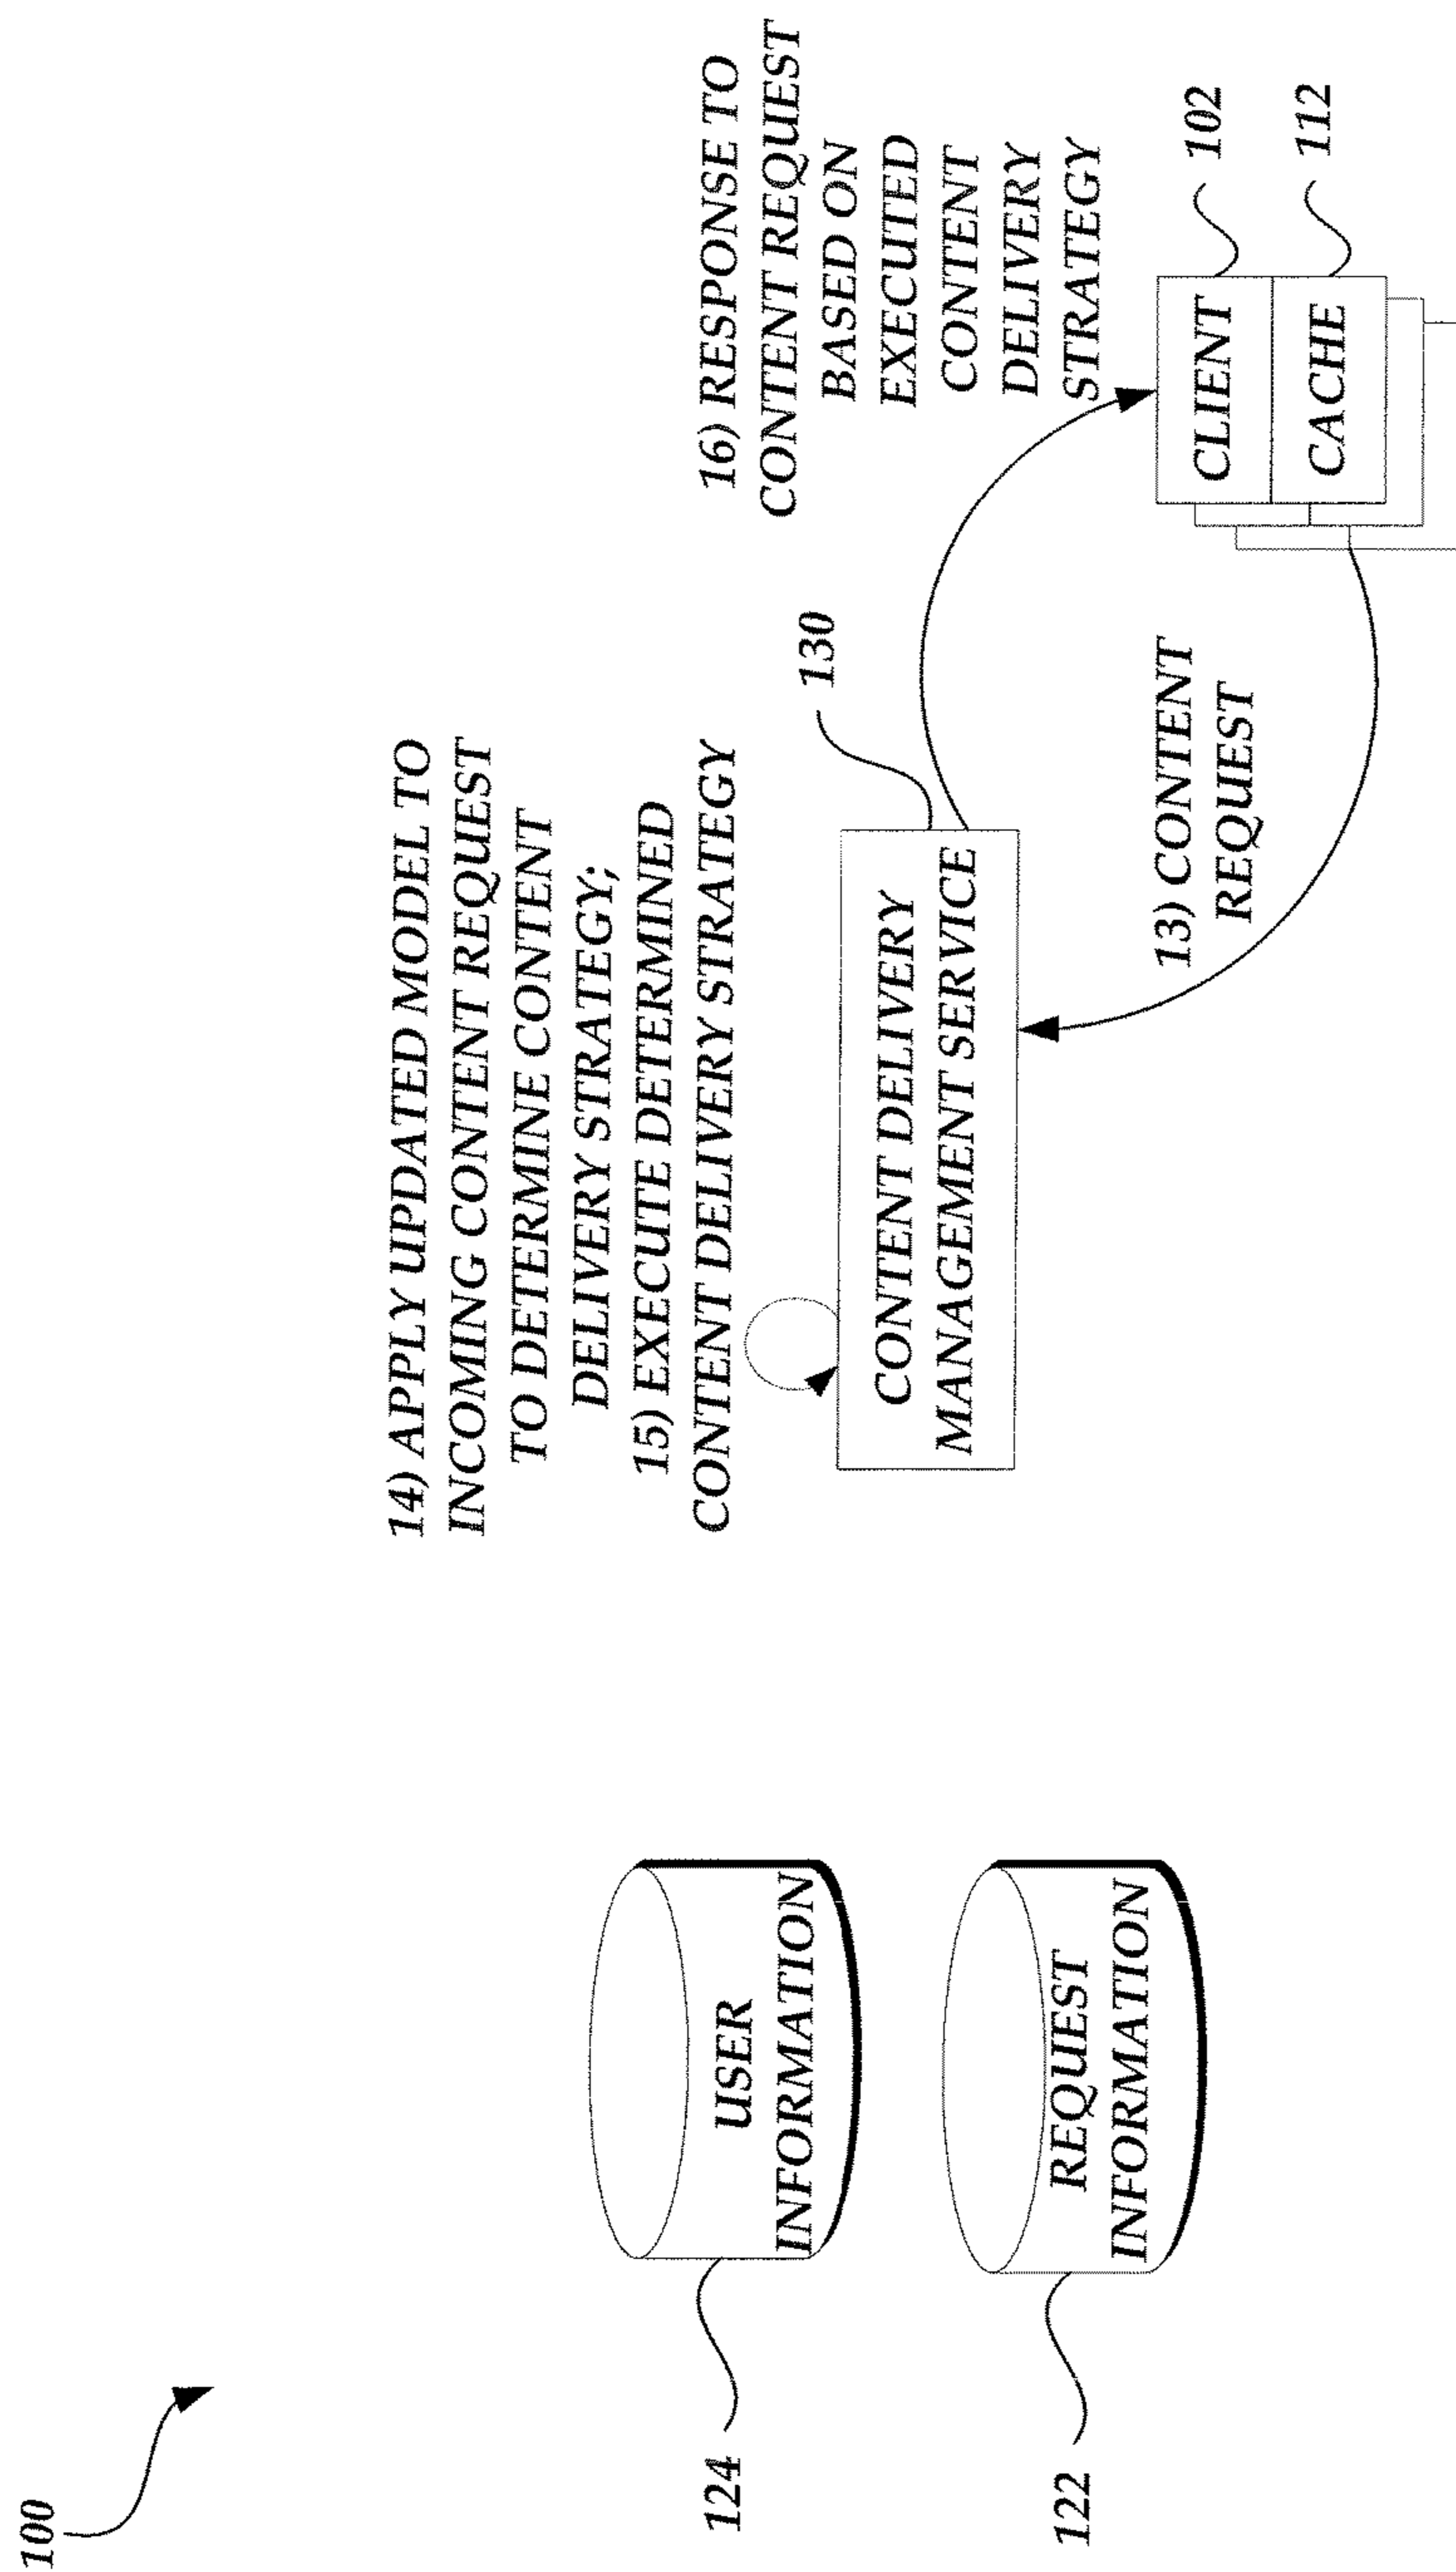 100
14) APPLY UPDATED MODEL TO
INCOMING CONTENT REQUEST
TO DETERMINE CONTENT
DELIVERY STRATEGY;
15) EXECUTE DETERMINED
CONTENT DELIVERY STRATEGY
16) RESPONSE TO
CONTENT REQUEST
BASED ON
EXECUTED
CONTENT
DELIVERY
STRATEGY
124
USER
INFORMATION
130
CONTENT DELIVERY
MANAGEMENT SERVICE
122
REQUEST
INFORMATION
13) CONTENT
REQUEST
CLIENT
102
CACHE
112